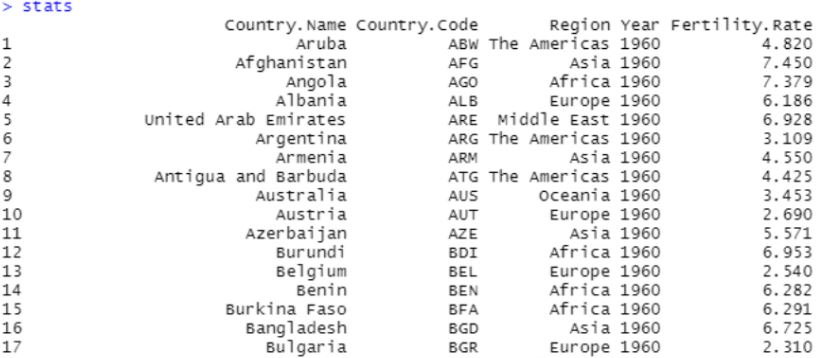 > stats
Country.Name Country.Code Region Year Fertility.Rate
1 Aruba ABW The Americas 1960 4.820
2 Afghanistan AFG Asia 1960 7.450
3 Angola AGO Africa 1960 7.379
4 Albania ALB Europe 1960 6.186
5 United Arab Emirates ARE Middle East 1960 6.928
6 Argentina ARG The Americas 1960 3.109
7 Armenia ARM Asia 1960 4.550
8 Antigua and Barbuda ATG The Americas 1960 4.425
9 Australia AUS Oceania 1960 3.453
10 Austria AUT Europe 1960 2.690
11 Azerbaijan AZE Asia 1960 5.571
12 Burundi BDI Africa 1960 6.953
13 Belgium BEL Europe 1960 2.540
14 Benin BEN Africa 1960 6.282
15 Burkina Faso BFA Africa 1960 6.291
16 Bangladesh BGD Asia 1960 6.725
17 Bulgaria BGR Europe 1960 2.310